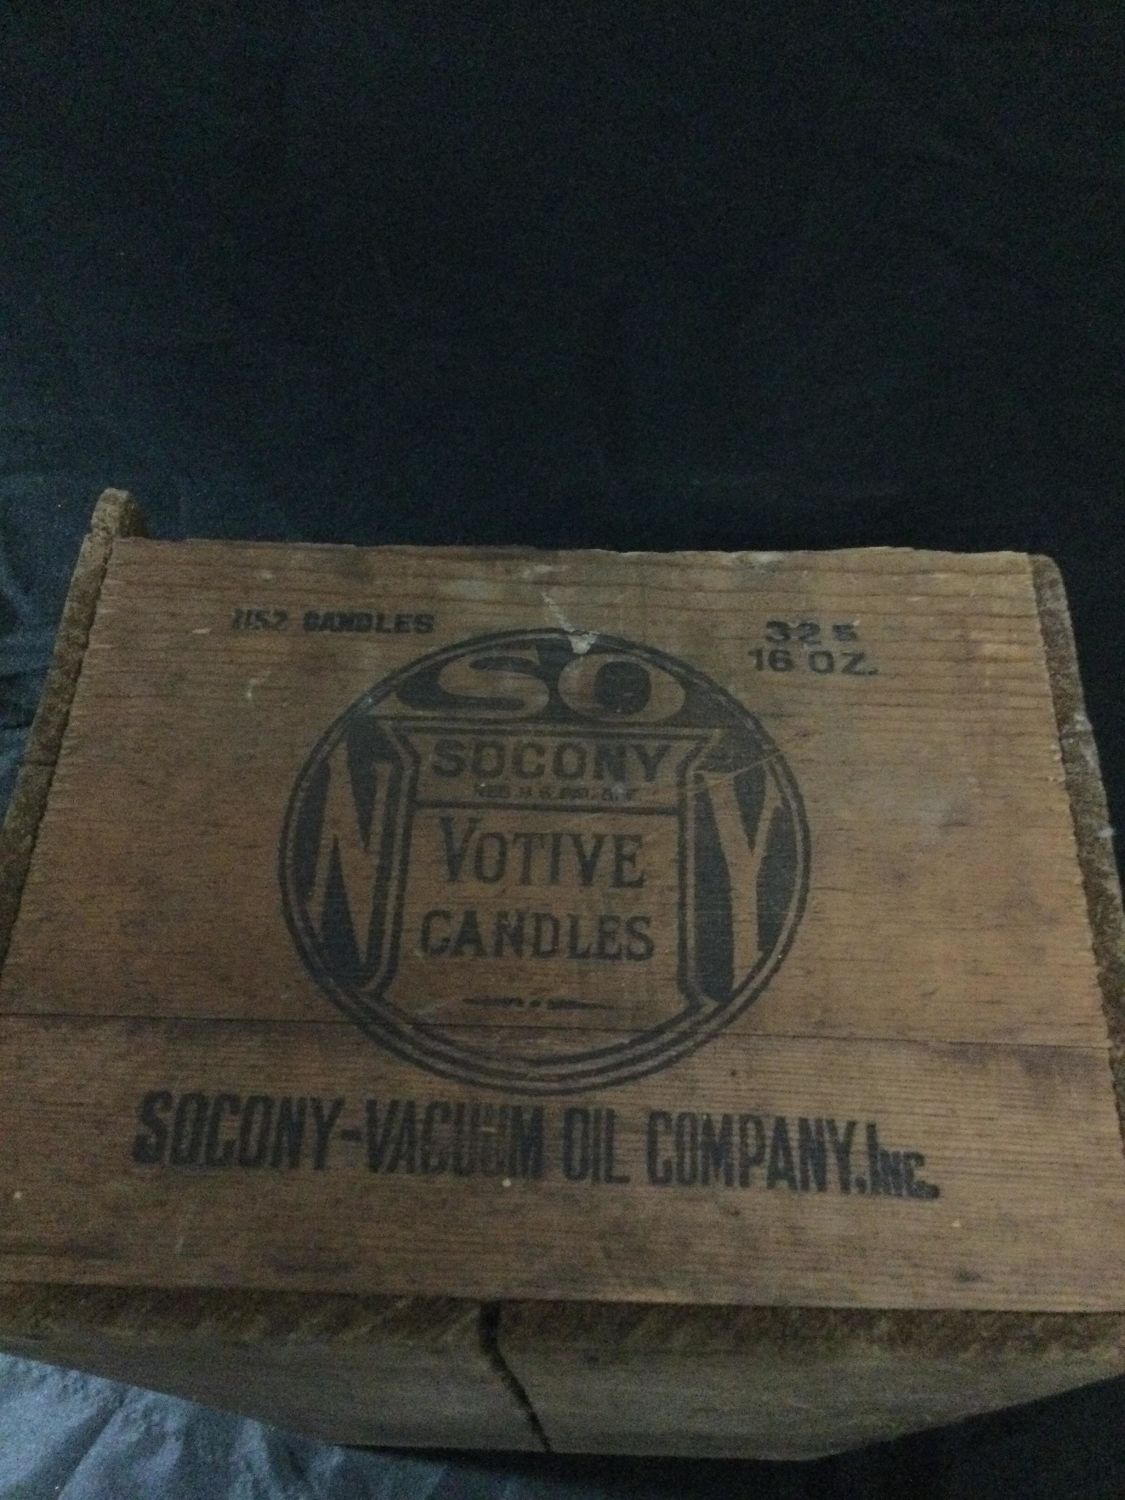 1152 CANDLES
32 S
16 OZ.
SO
N Y
SOCONY
VOTIVE
CANDLES
SOCONY-VACUUM OIL COMPANY, INC.